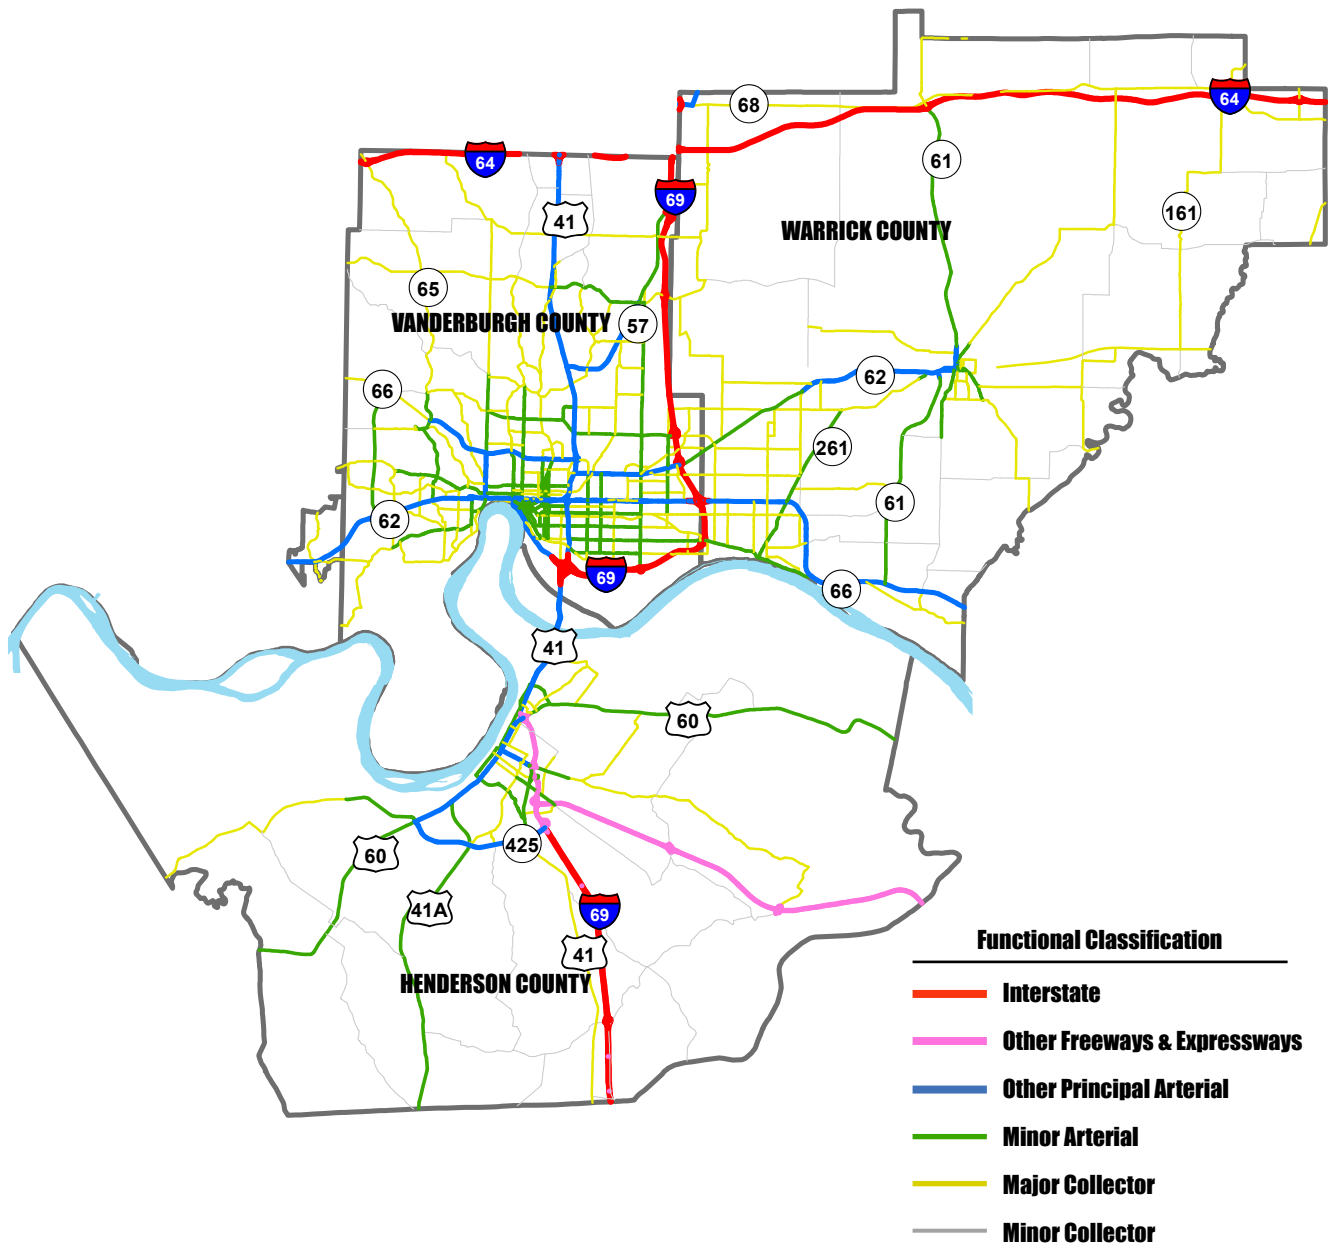 68
64
61
64
69
161
41
WARRICK COUNTY
65
VANDERBURGH COUNTY
57
62
66
261
61
62
69
66
41
60
425
60
41A
69
41
HENDERSON COUNTY
Functional Classification
Interstate
Other Freeways & Expressways
Other Principal Arterial
Minor Arterial
Major Collector
Minor Collector